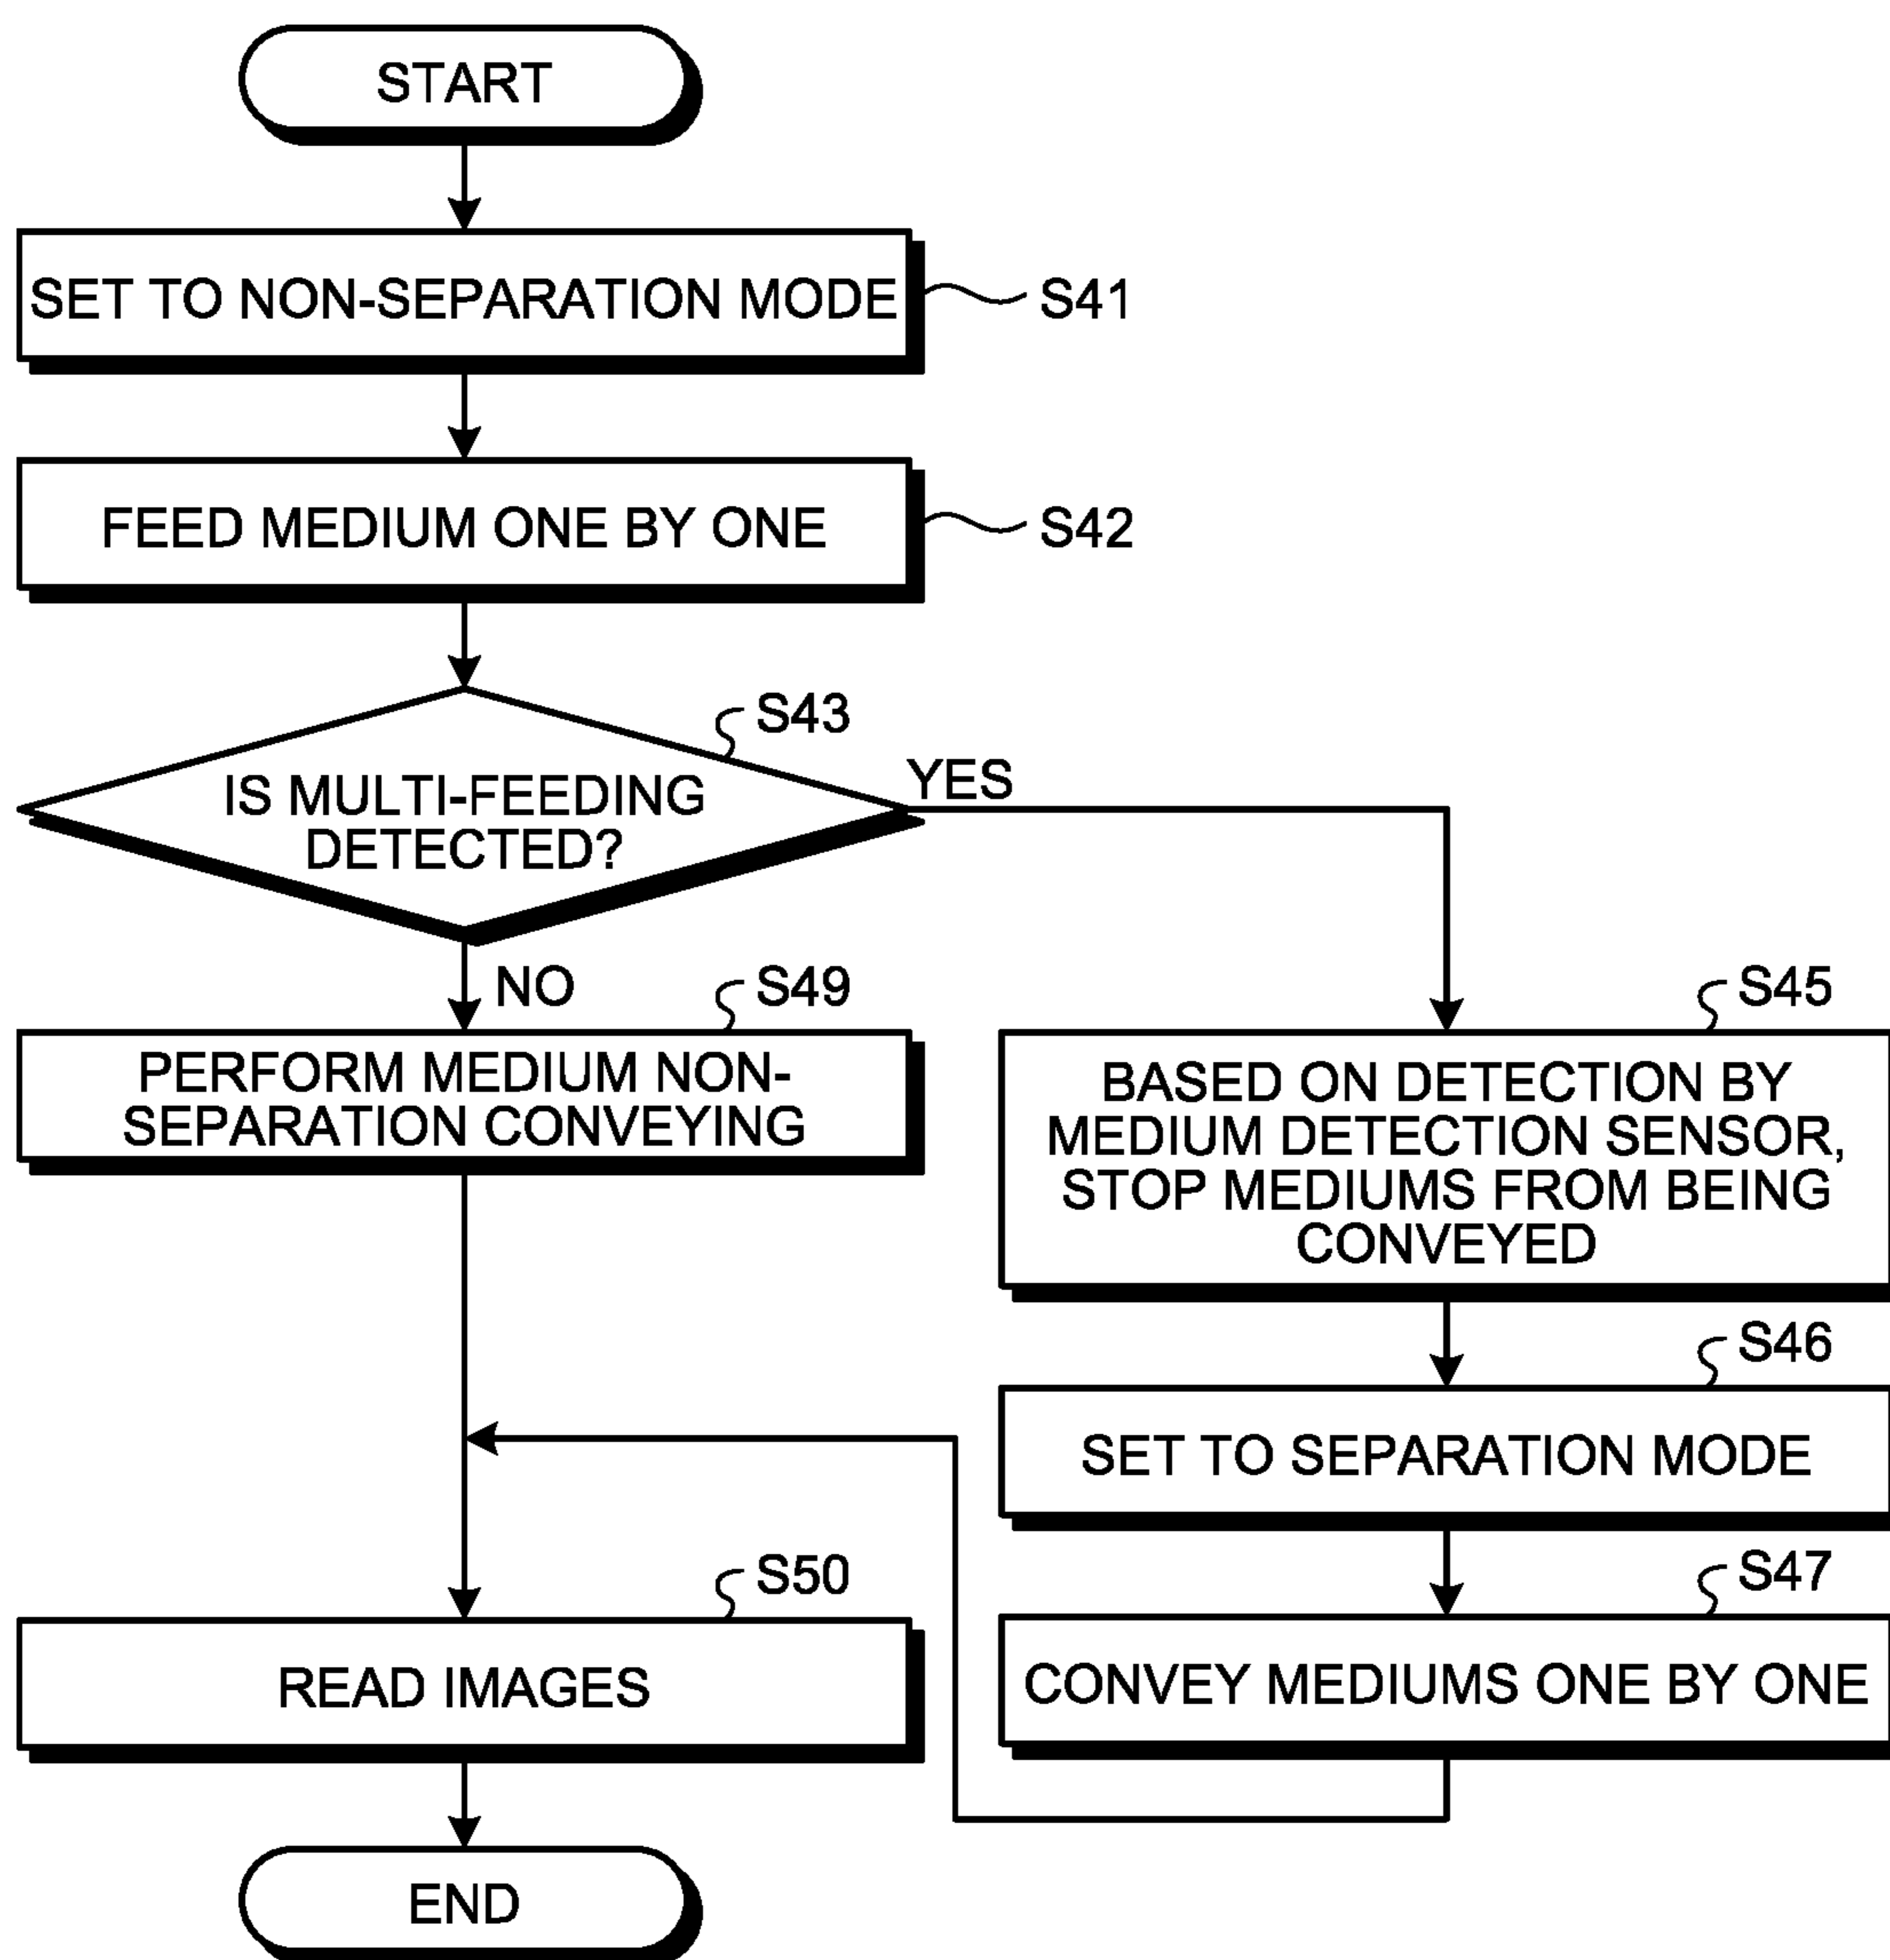 START
SET TO NON-SEPARATION MODE
S41
FEED MEDIUM ONE BY ONE
S42
S43
IS MULTI-FEEDING
DETECTED?
YES
NO
S49
PERFORM MEDIUM NON-
SEPARATION CONVEYING
S45
BASED ON DETECTION BY
MEDIUM DETECTION SENSOR,
STOP MEDIUMS FROM BEING
CONVEYED
S46
SET TO SEPARATION MODE
S47
CONVEY MEDIUMS ONE BY ONE
S50
READ IMAGES
END